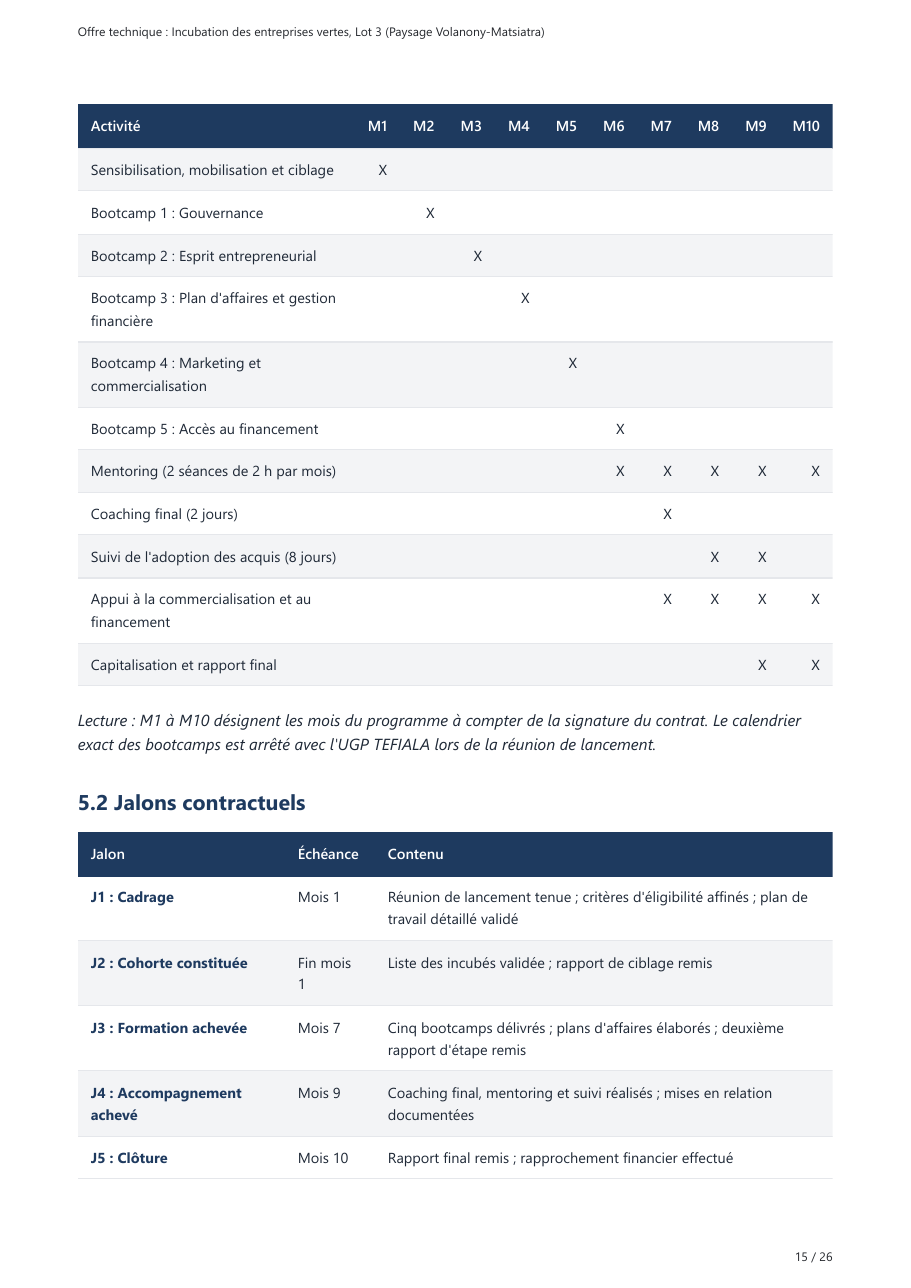 Offre technique : Incubation des entreprises vertes, Lot 3 (Paysage Volanony-Matsiatra)
Activité M1 M2 M3 M4 M5 M6 M7 M8 M9 M10
Sensibilisation, mobilisation et ciblage X
Bootcamp 1 : Gouvernance X
Bootcamp 2 : Esprit entrepreneurial X
Bootcamp 3 : Plan d'affaires et gestion X
financière
Bootcamp 4 : Marketing et X
commercialisation
Bootcamp 5 : Accès au financement X
Mentoring (2 séances de 2 h par mois) X X X X X
Coaching final (2 jours) X
Suivi de l'adoption des acquis (8 jours) X X
Appui à la commercialisation et au X X X X
financement
Capitalisation et rapport final X X
Lecture : M1 à M10 désignent les mois du programme à compter de la signature du contrat. Le calendrier
exact des bootcamps est arrêté avec l'UGP TEFIALA lors de la réunion de lancement.
5.2 Jalons contractuels
Jalon Échéance Contenu
J1 : Cadrage Mois 1 Réunion de lancement tenue ; critères d'éligibilité affinés ; plan de
travail détaillé validé
J2 : Cohorte constituée Fin mois Liste des incubés validée ; rapport de ciblage remis
1
J3 : Formation achevée Mois 7 Cinq bootcamps délivrés ; plans d'affaires élaborés ; deuxième
rapport d'étape remis
J4 : Accompagnement Mois 9 Coaching final, mentoring et suivi réalisés ; mises en relation
achevé documentées
J5 : Clôture Mois 10 Rapport final remis ; rapprochement financier effectué
15 / 26